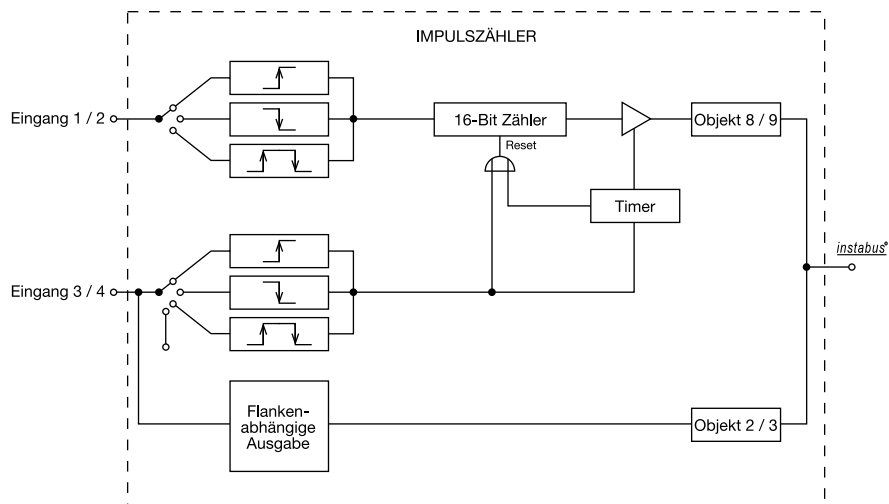 IMPULSZÄHLER
Eingang 1 / 2
16-Bit Zähler
Objekt 8 / 9
Reset
Timer
instabus®
Eingang 3 / 4
Flanken-
abhängige
Ausgabe
Objekt 2 / 3